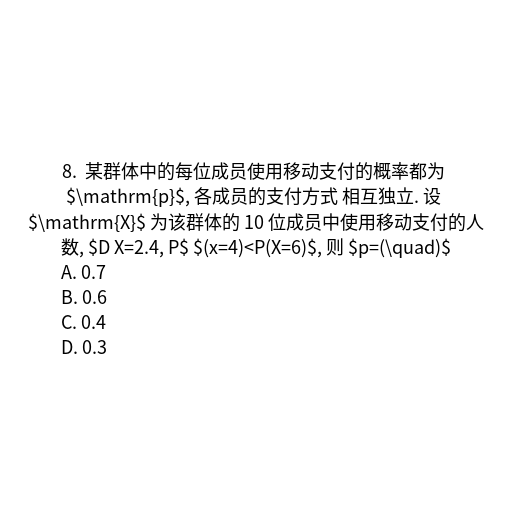 8. 某群体中的每位成员使用移动支付的概率都为
$\mathrm{p}$, 各成员的支付方式 相互独立. 设
$\mathrm{X}$ 为该群体的 10 位成员中使用移动支付的人
数, $D X=2.4, P$ $(x=4)<P(X=6)$, 则 $p=(\quad)$
A. 0.7
B. 0.6
C. 0.4
D. 0.3